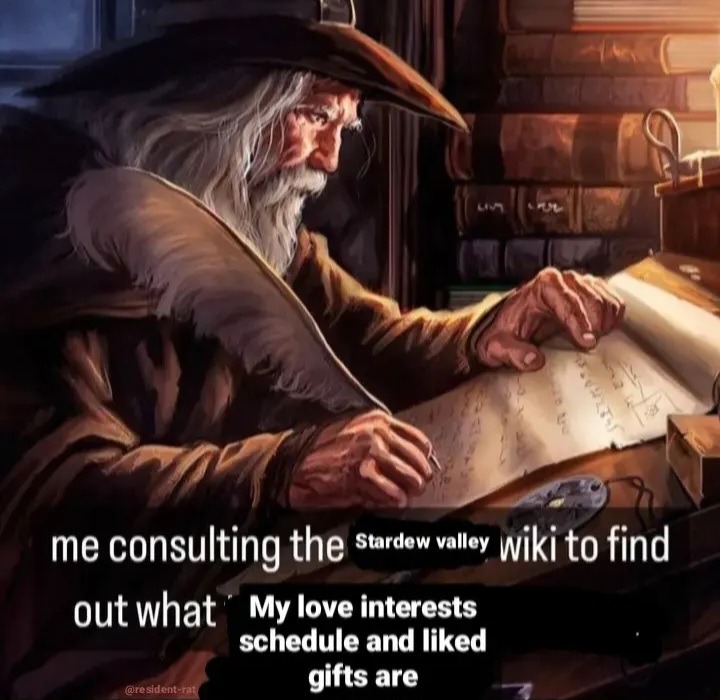 me consulting the Stardew valley wiki to find
out what My love interests
schedule and liked
gifts are
@resident-rat